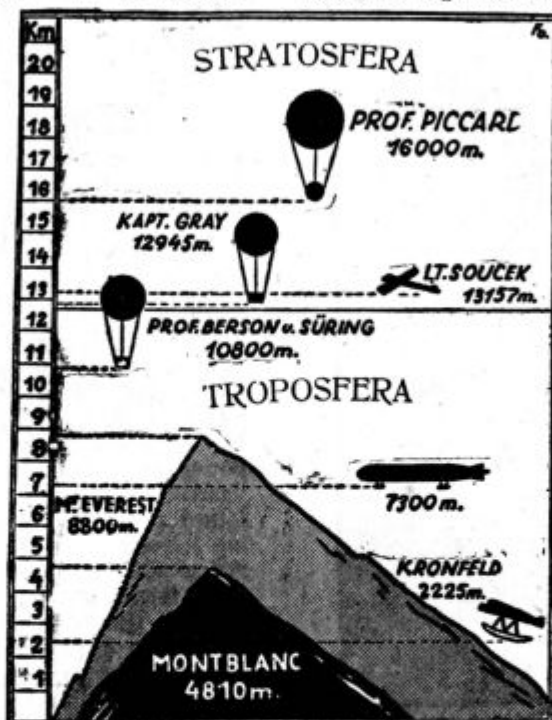 Km
Fo.
20
19
18
17
16
15
14
13
12
11
10
9
8
7
6
5
4
3
2
1
STRATOSFERA
PROF. PICCARD
16000m.
KAPT. GRAY
12945m.
LT. SOUCEK
13157m.
PROF. BERSON u. SÜRING
10800m.
TROPOSFERA
MT. EVEREST
8800m.
7300m.
KRONFELD
2225m.
MONTBLANC
4810m.